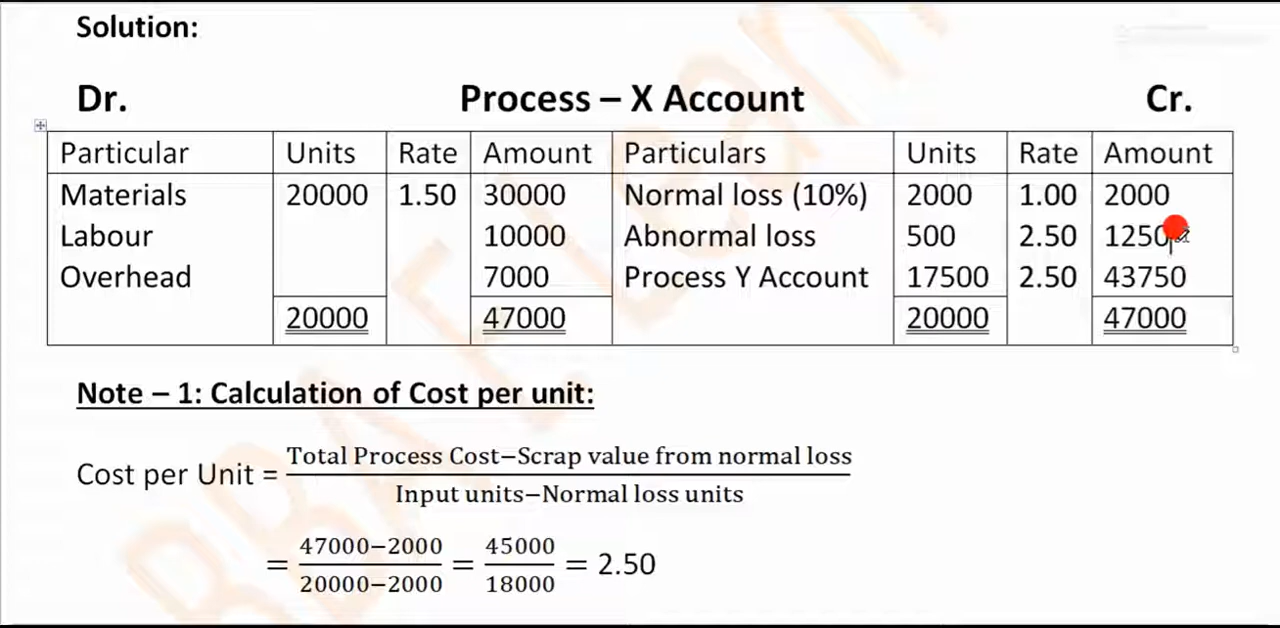 Solution:
Dr. Process – X Account Cr.
Particular Units Rate Amount Particulars Units Rate Amount
Materials 20000 1.50 30000 Normal loss (10%) 2000 1.00 2000
Labour 10000 Abnormal loss 500 2.50 1250
Overhead 7000 Process Y Account 17500 2.50 43750
20000 47000 20000 47000
Note – 1: Calculation of Cost per unit:
Cost per Unit = Total Process Cost–Scrap value from normal loss
Input units–Normal loss units
= 47000–2000 = 45000 = 2.50
20000–2000 18000